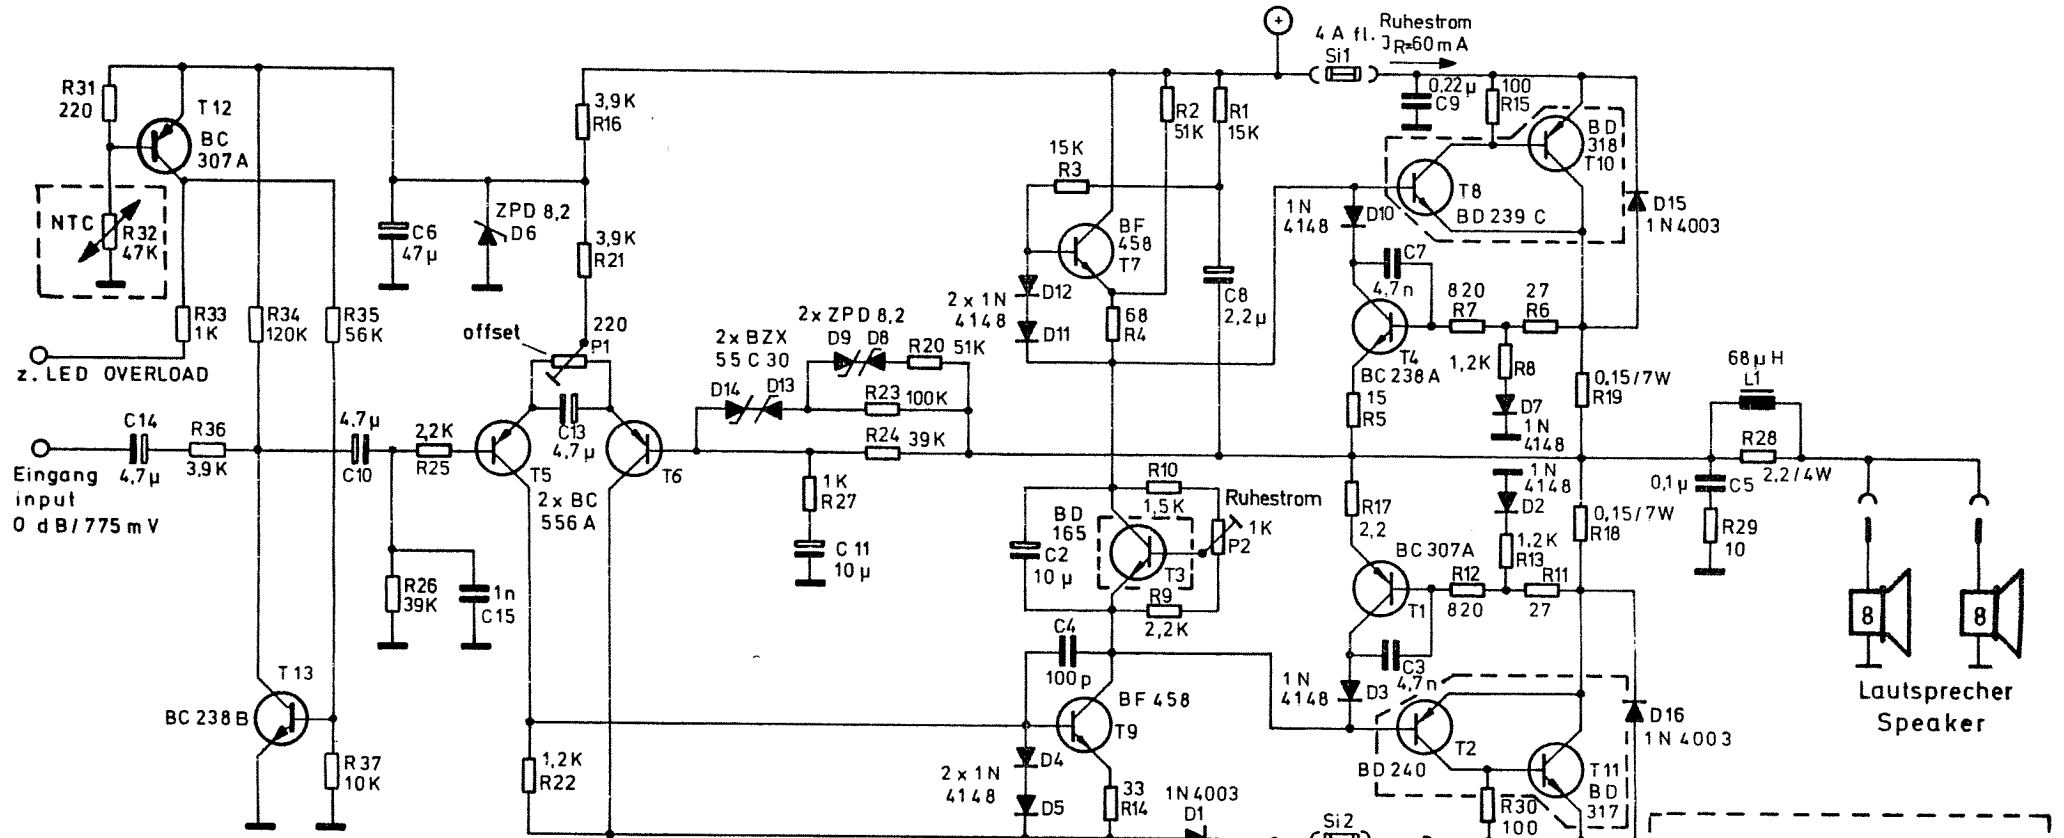 Ruhestrom
4 A fl. JR=60 mA
Si1
+
R31
220
T12
BC
307A
3,9K
R16
R2
51K
R1
15K
0,22µ
C9
100
R15
BD
318
T10
15K
R3
T8
BD 239 C
D15
1N4003
NTC
R32
47K
ZPD 8,2
D6
C6
47µ
3,9K
R21
BF
458
T7
1N
4148
D10
C7
4,7n
D12
2 x 1N
4148
D11
C8
2,2µ
68
R4
820
R7
27
R6
R33
1K
R34
120K
R35
56K
offset
220
P1
2x ZPD 8,2
D9
D8
R20
51K
2x BZX
55 C 30
D14
D13
R23
100K
T4
BC 238 A
1,2K
R8
z. LED OVERLOAD
68µH
L1
15
R5
D7
1N
4148
0,15/7W
R19
C14
4,7µ
R36
3,9K
4,7µ
C10
2,2K
R25
C13
4,7µ
T5
T6
2 x BC
556 A
R24
39K
R28
2,2/4W
Eingang
input
0 dB/775 mV
1K
R27
R10
1,5K
Ruhestrom
1K
P2
R17
2,2
1N
4148
D2
0,1µ
C5
0,15/7W
R18
R29
10
C11
10µ
BD
165
C2
10µ
T3
BC 307A
1,2K
R13
R26
39K
1n
C15
R9
2,2K
T1
R12
820
R11
27
8
8
C4
100p
C3
4,7n
T13
BC 238 B
BF 458
T9
1N
4148
D3
Lautsprecher
Speaker
D16
1N 4003
T2
BD 240
T11
BD
317
R37
10K
1,2K
R22
D4
2 x 1N
4148
D5
33
R14
1N4003
D1
Si2
R30
100